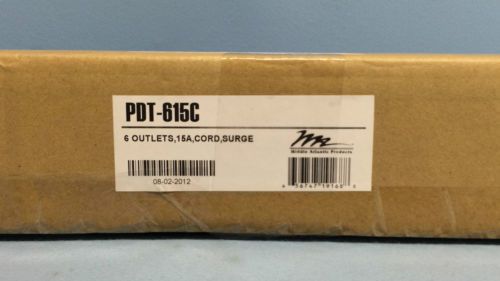 PDT-615C
6 OUTLETS,15A,CORD,SURGE
Middle Atlantic Products
08-02-2012